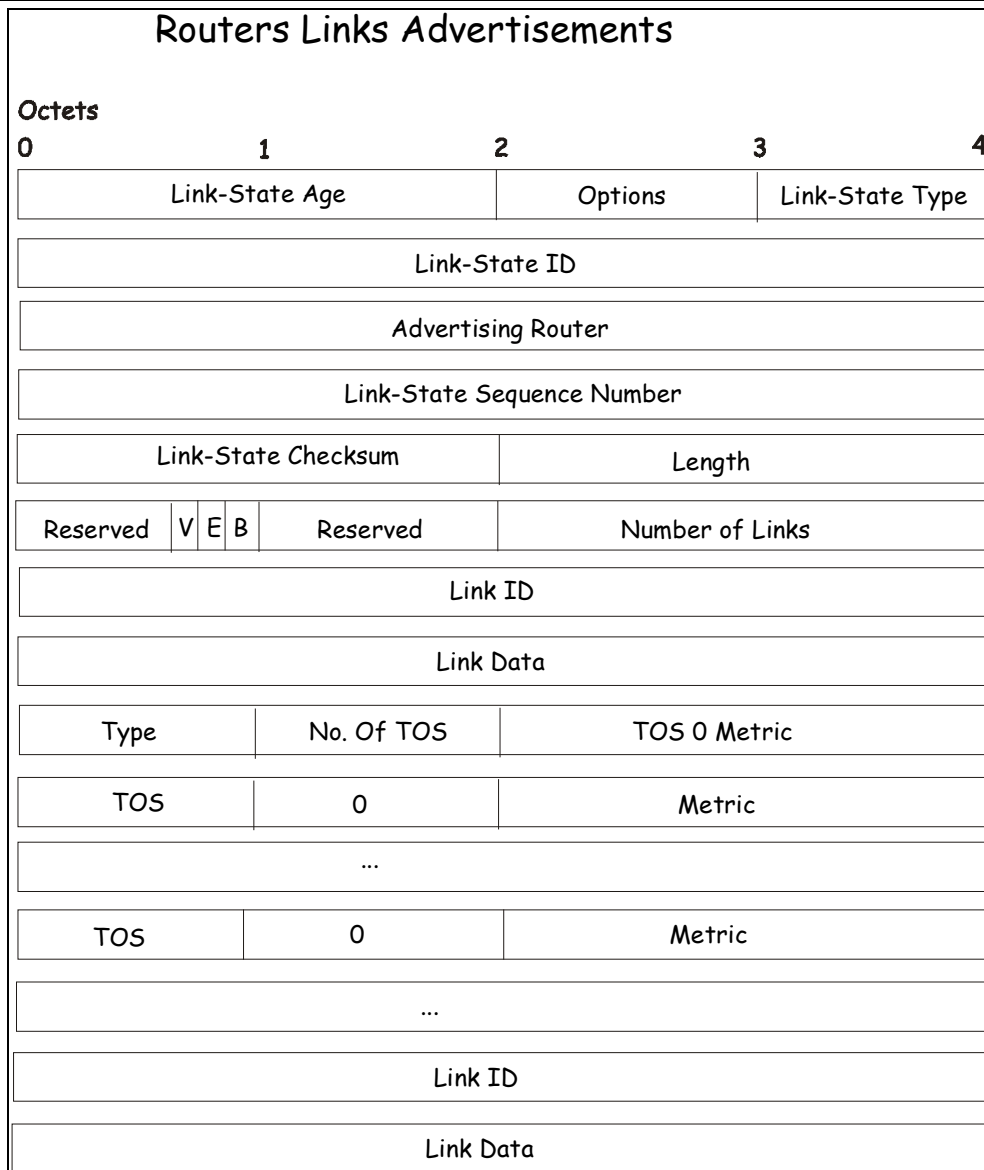 Routers Links Advertisements
Octets
0 1 2 3 4
Link-State Age Options Link-State Type
Link-State ID
Advertising Router
Link-State Sequence Number
Link-State Checksum Length
Reserved V E B Reserved Number of Links
Link ID
Link Data
Type No. Of TOS TOS 0 Metric
TOS 0 Metric
...
TOS 0 Metric
...
Link ID
Link Data